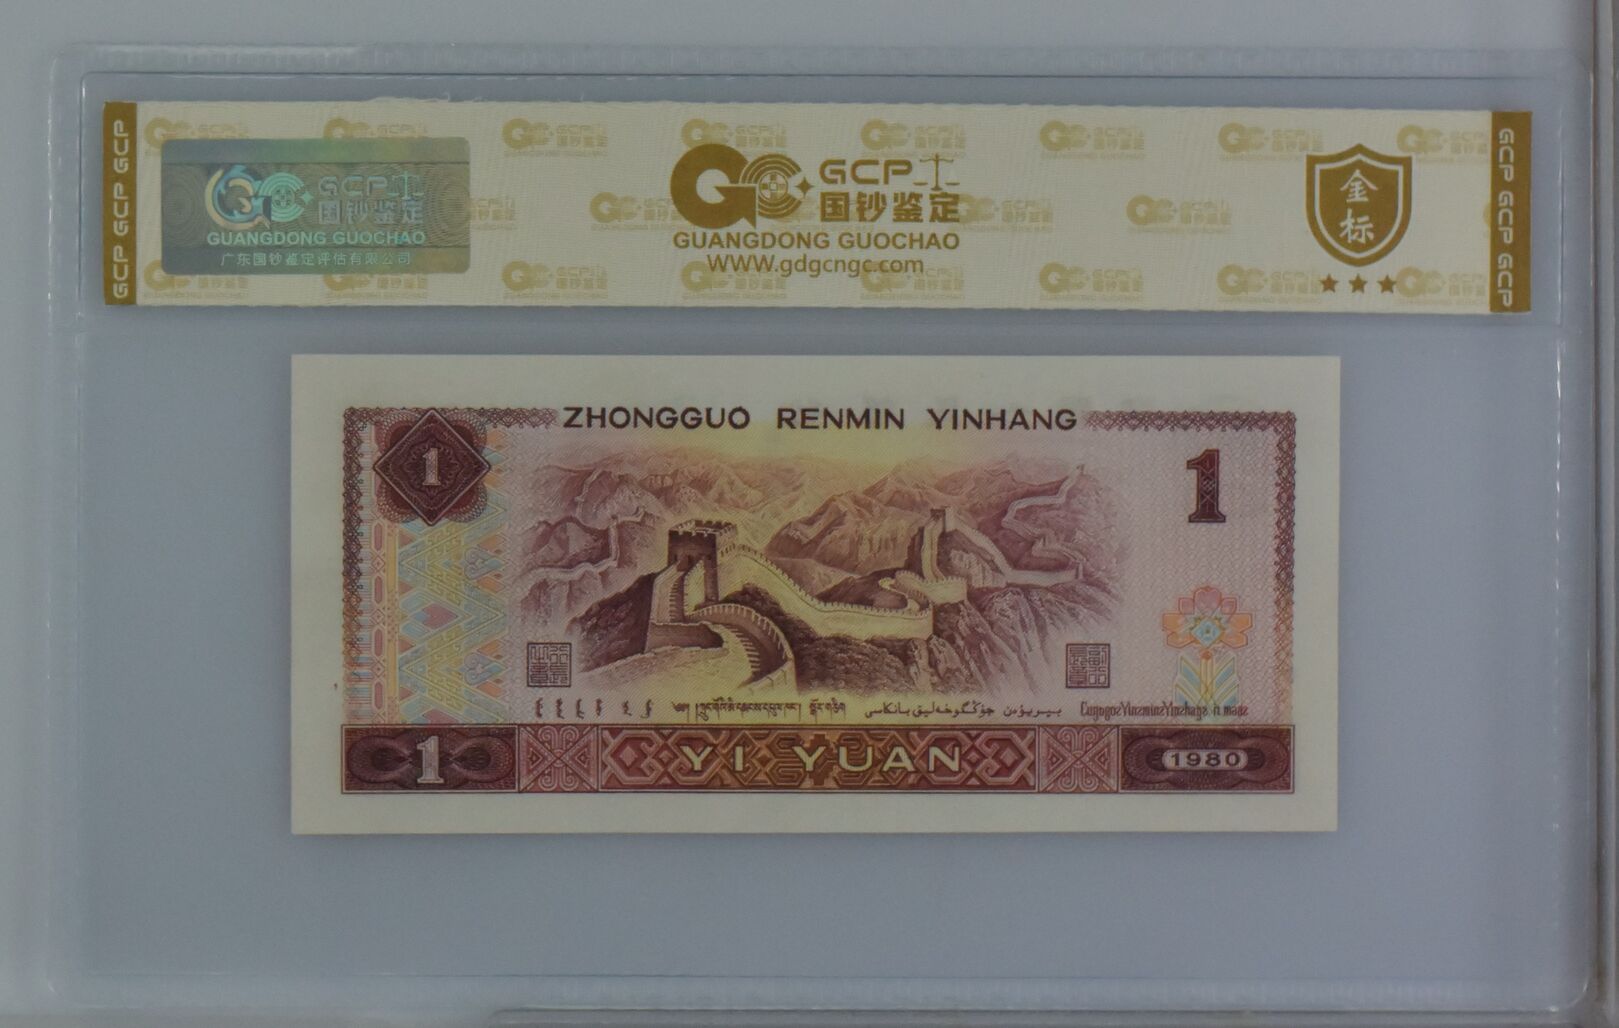 GCP GCP GCP
GCP
国钞鉴定
GUANGDONG GUOCHAO
广东国钞鉴定评估有限公司
GCP
国钞鉴定
GUANGDONG GUOCHAO
www.gdgcngc.com
金标
GCP GCP GCP
ZHONGGUO RENMIN YINHANG
1
1
1
YI YUAN
1980